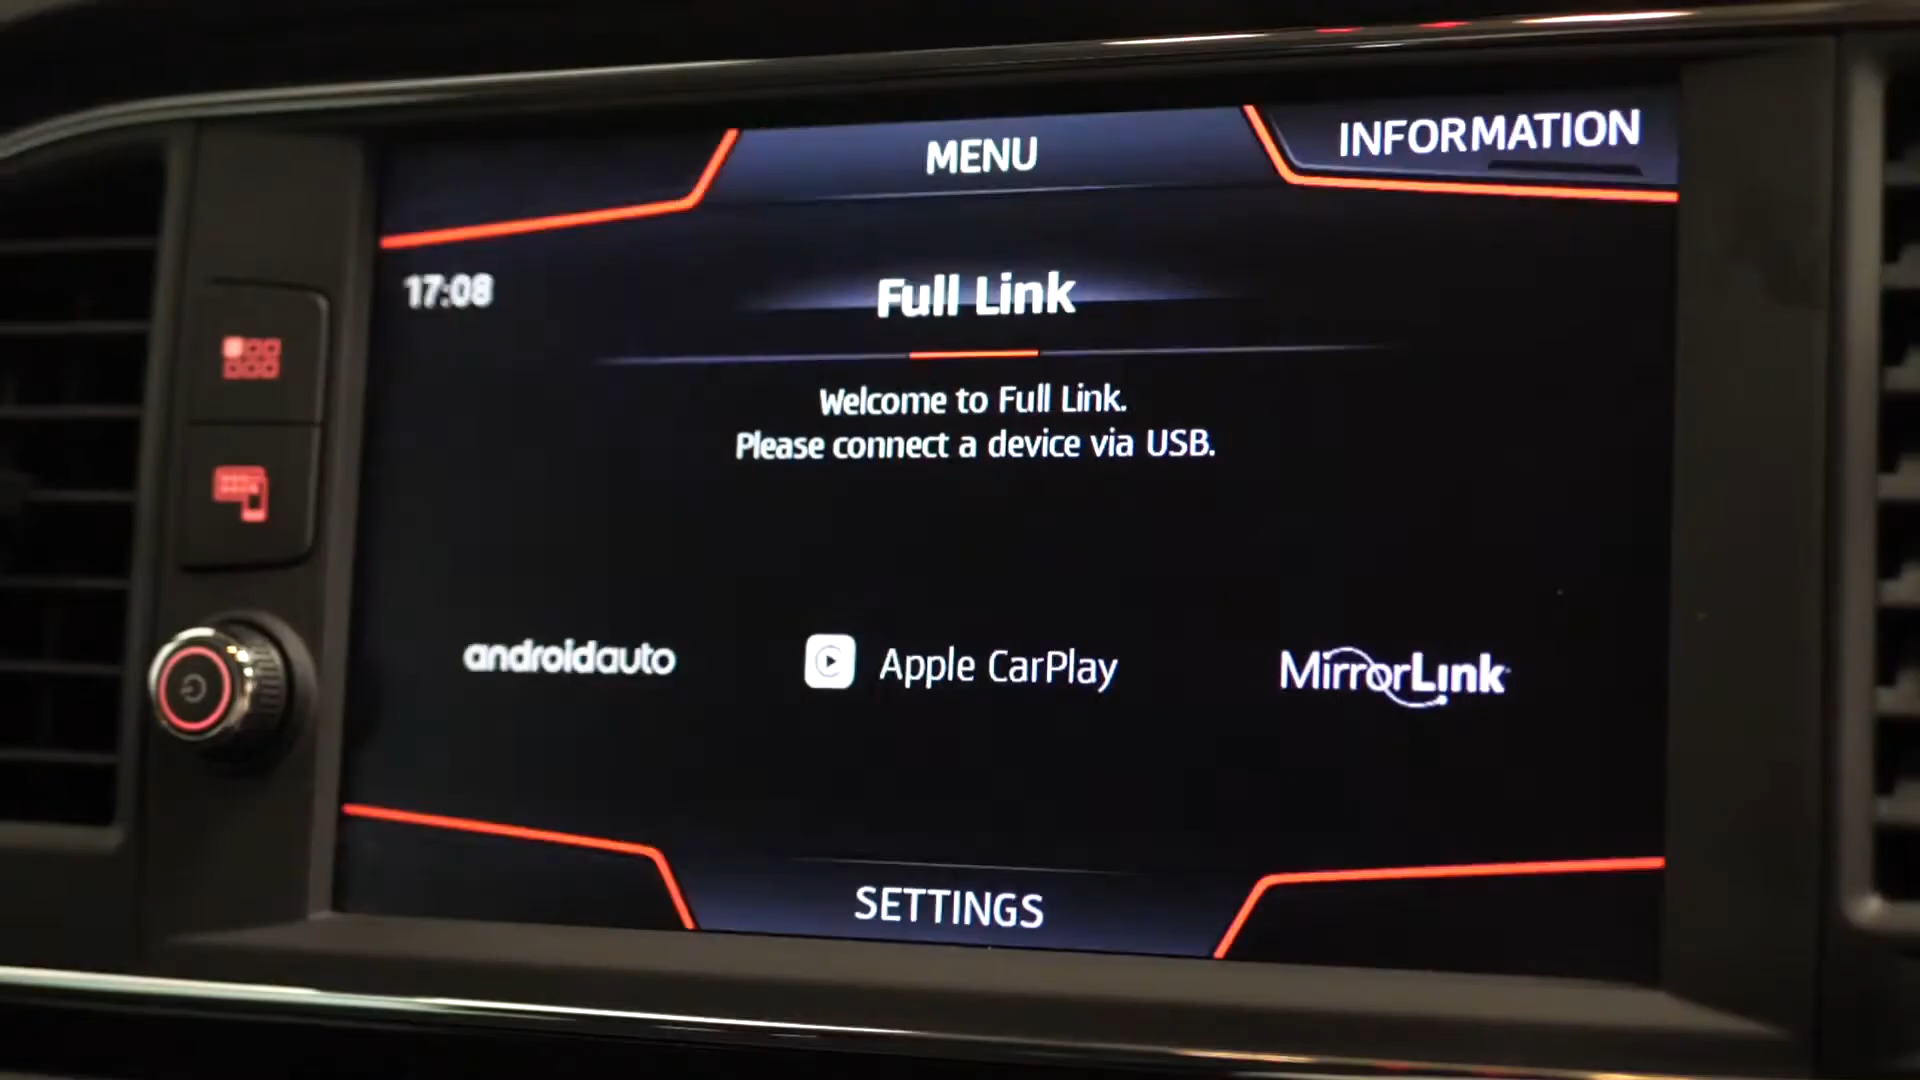 MENU
INFORMATION
17:08
Full Link
Welcome to Full Link.
Please connect a device via USB.
androidauto
Apple CarPlay
MirrorLink
SETTINGS